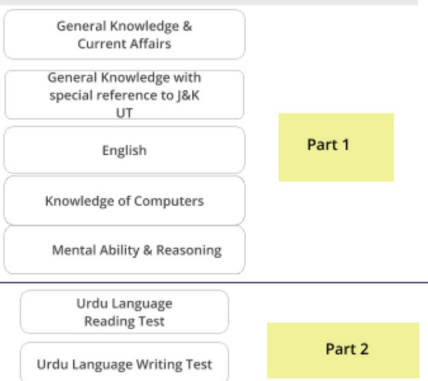 General Knowledge &
Current Affairs
General Knowledge with
special reference to J&K
UT
English
Part 1
Knowledge of Computers
Mental Ability & Reasoning
Urdu Language
Reading Test
Part 2
Urdu Language Writing Test